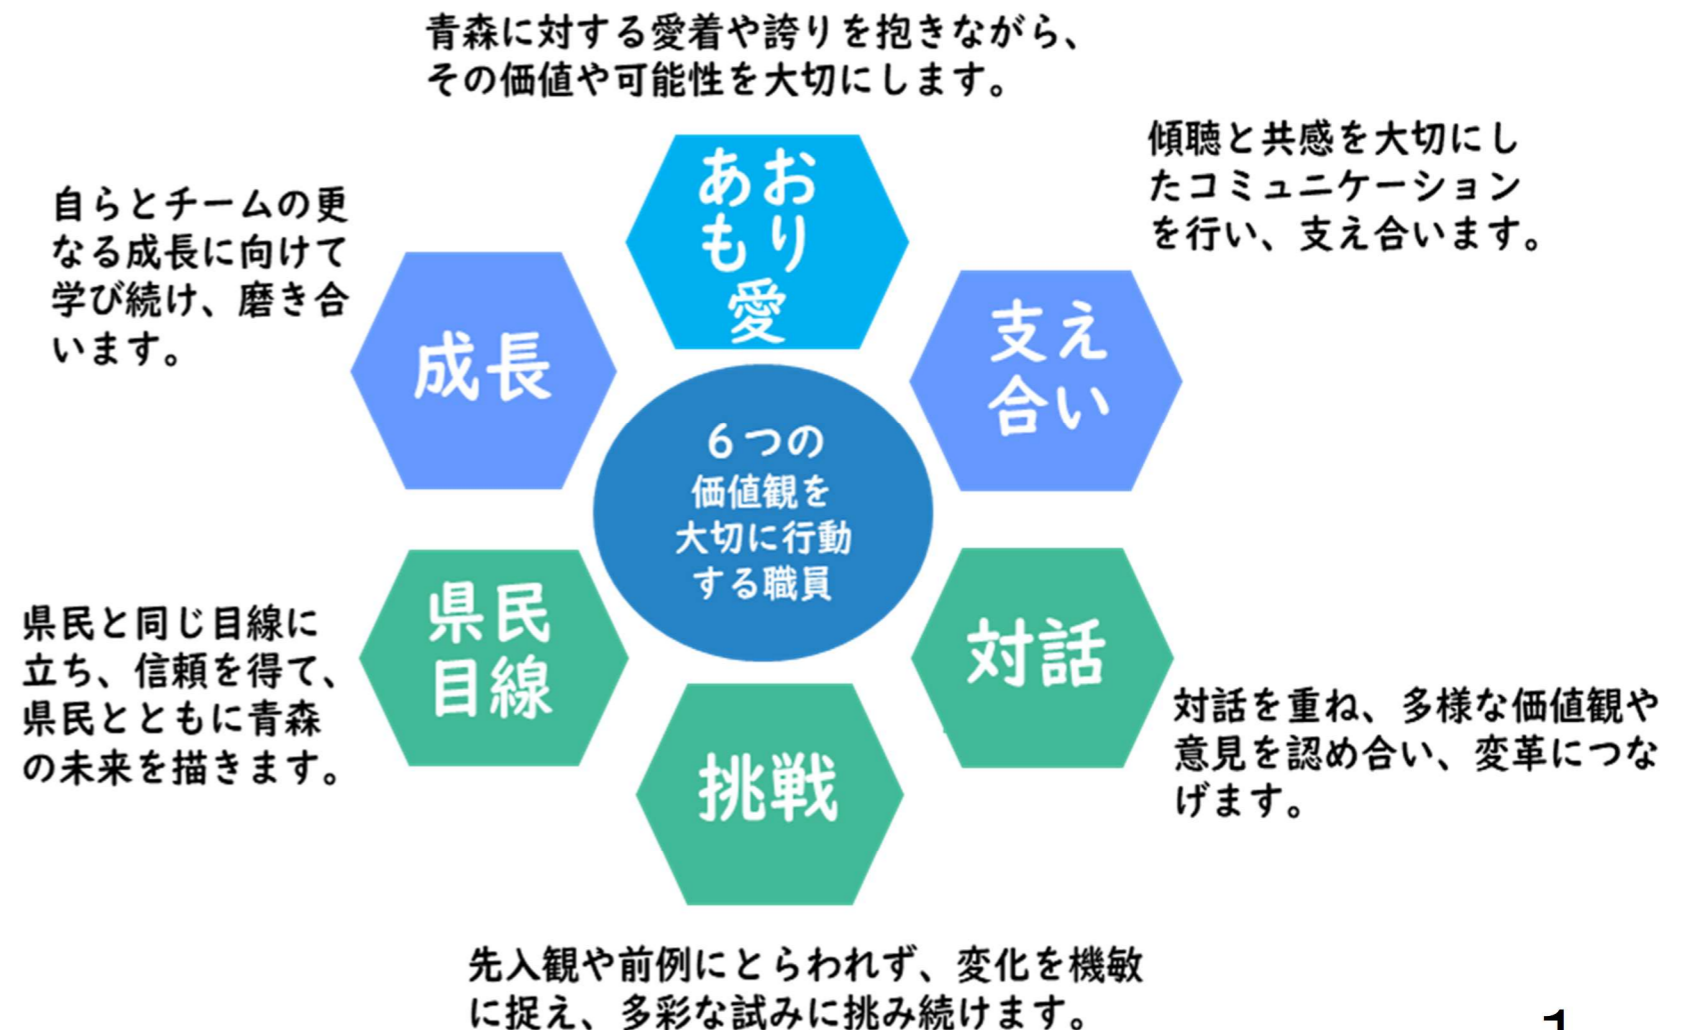 青森に対する愛着や誇りを抱きながら、
その価値や可能性を大切にします。
あお
もり
愛
傾聴と共感を大切にし
たコミュニケーション
を行い、支え合います。
支え
合い
自らとチームの更
なる成長に向けて
学び続け、磨き合
います。
成長
6つの
価値観を
大切に行動
する職員
県民と同じ目線に
立ち、信頼を得て、
県民とともに青森
の未来を描きます。
県民
目線
対話
対話を重ね、多様な価値観や
意見を認め合い、変革につな
げます。
挑戦
先入観や前例にとらわれず、変化を機敏
に捉え、多彩な試みに挑み続けます。
1